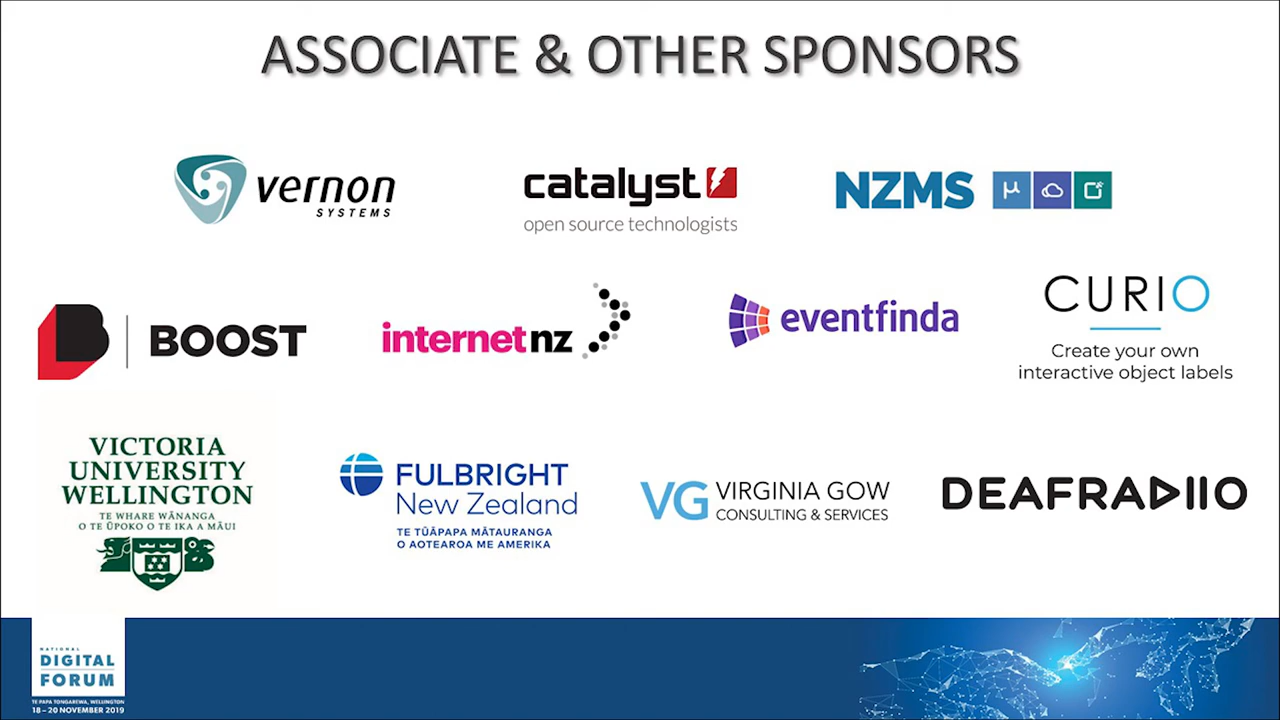 ASSOCIATE & OTHER SPONSORS
vernon
SYSTEMS
catalyst
open source technologists
NZMS
µ
B
BOOST
internetnz
eventfinda
CURIO
Create your own
interactive object labels
VICTORIA
UNIVERSITY
WELLINGTON
TE WHARE WĀNANGA
O TE ŪPOKO O TE IKA A MĀUI
FULBRIGHT
New Zealand
TE TŪĀPAPA MĀTAURANGA
O AOTEAROA ME AMERIKA
VG
VIRGINIA GOW
CONSULTING & SERVICES
DEAFRADIO
NATIONAL
DIGITAL
FORUM
TE PAPA TONGAREWA, WELLINGTON
18 – 20 NOVEMBER 2019